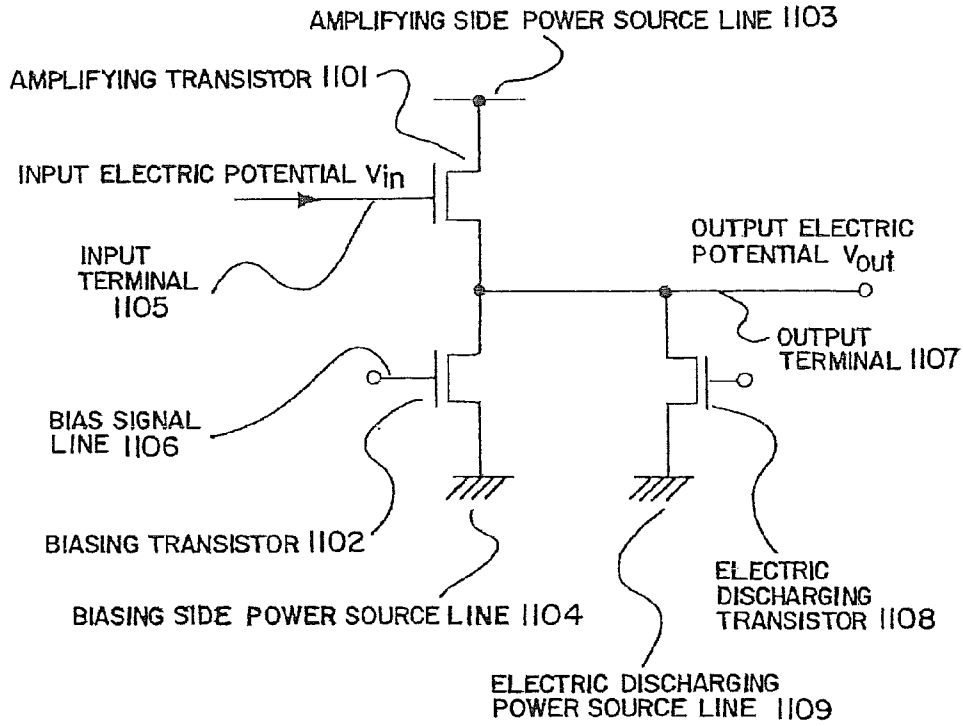 AMPLIFYING SIDE POWER SOURCE LINE 1103
AMPLIFYING TRANSISTOR 1101
INPUT ELECTRIC POTENTIAL Vin
INPUT
TERMINAL
1105
OUTPUT ELECTRIC
POTENTIAL Vout
OUTPUT
TERMINAL 1107
BIAS SIGNAL
LINE 1106
BIASING TRANSISTOR 1102
BIASING SIDE POWER SOURCE LINE 1104
ELECTRIC
DISCHARGING
TRANSISTOR 1108
ELECTRIC DISCHARGING
POWER SOURCE LINE 1109